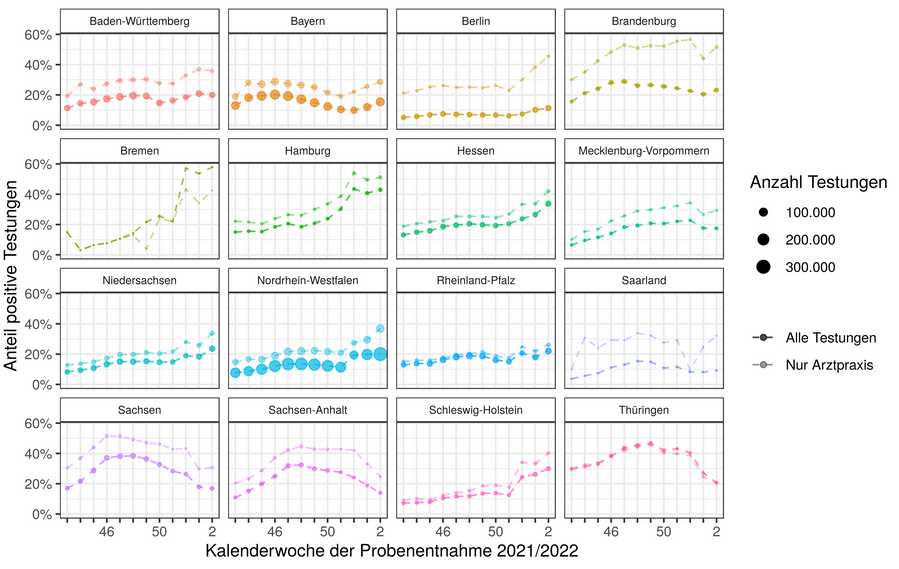 Baden-Württemberg Bayern Berlin Brandenburg
60%
40%
20%
0%
Bremen Hamburg Hessen Mecklenburg-Vorpommern
60%
40%
20%
0%
Niedersachsen Nordrhein-Westfalen Rheinland-Pfalz Saarland
60%
40%
20%
0%
Sachsen Sachsen-Anhalt Schleswig-Holstein Thüringen
60%
40%
20%
0%
46 50 2 46 50 2 46 50 2 46 50 2
Kalenderwoche der Probenentnahme 2021/2022
Anteil positive Testungen
Anzahl Testungen
100.000
200.000
300.000
Alle Testungen
Nur Arztpraxis